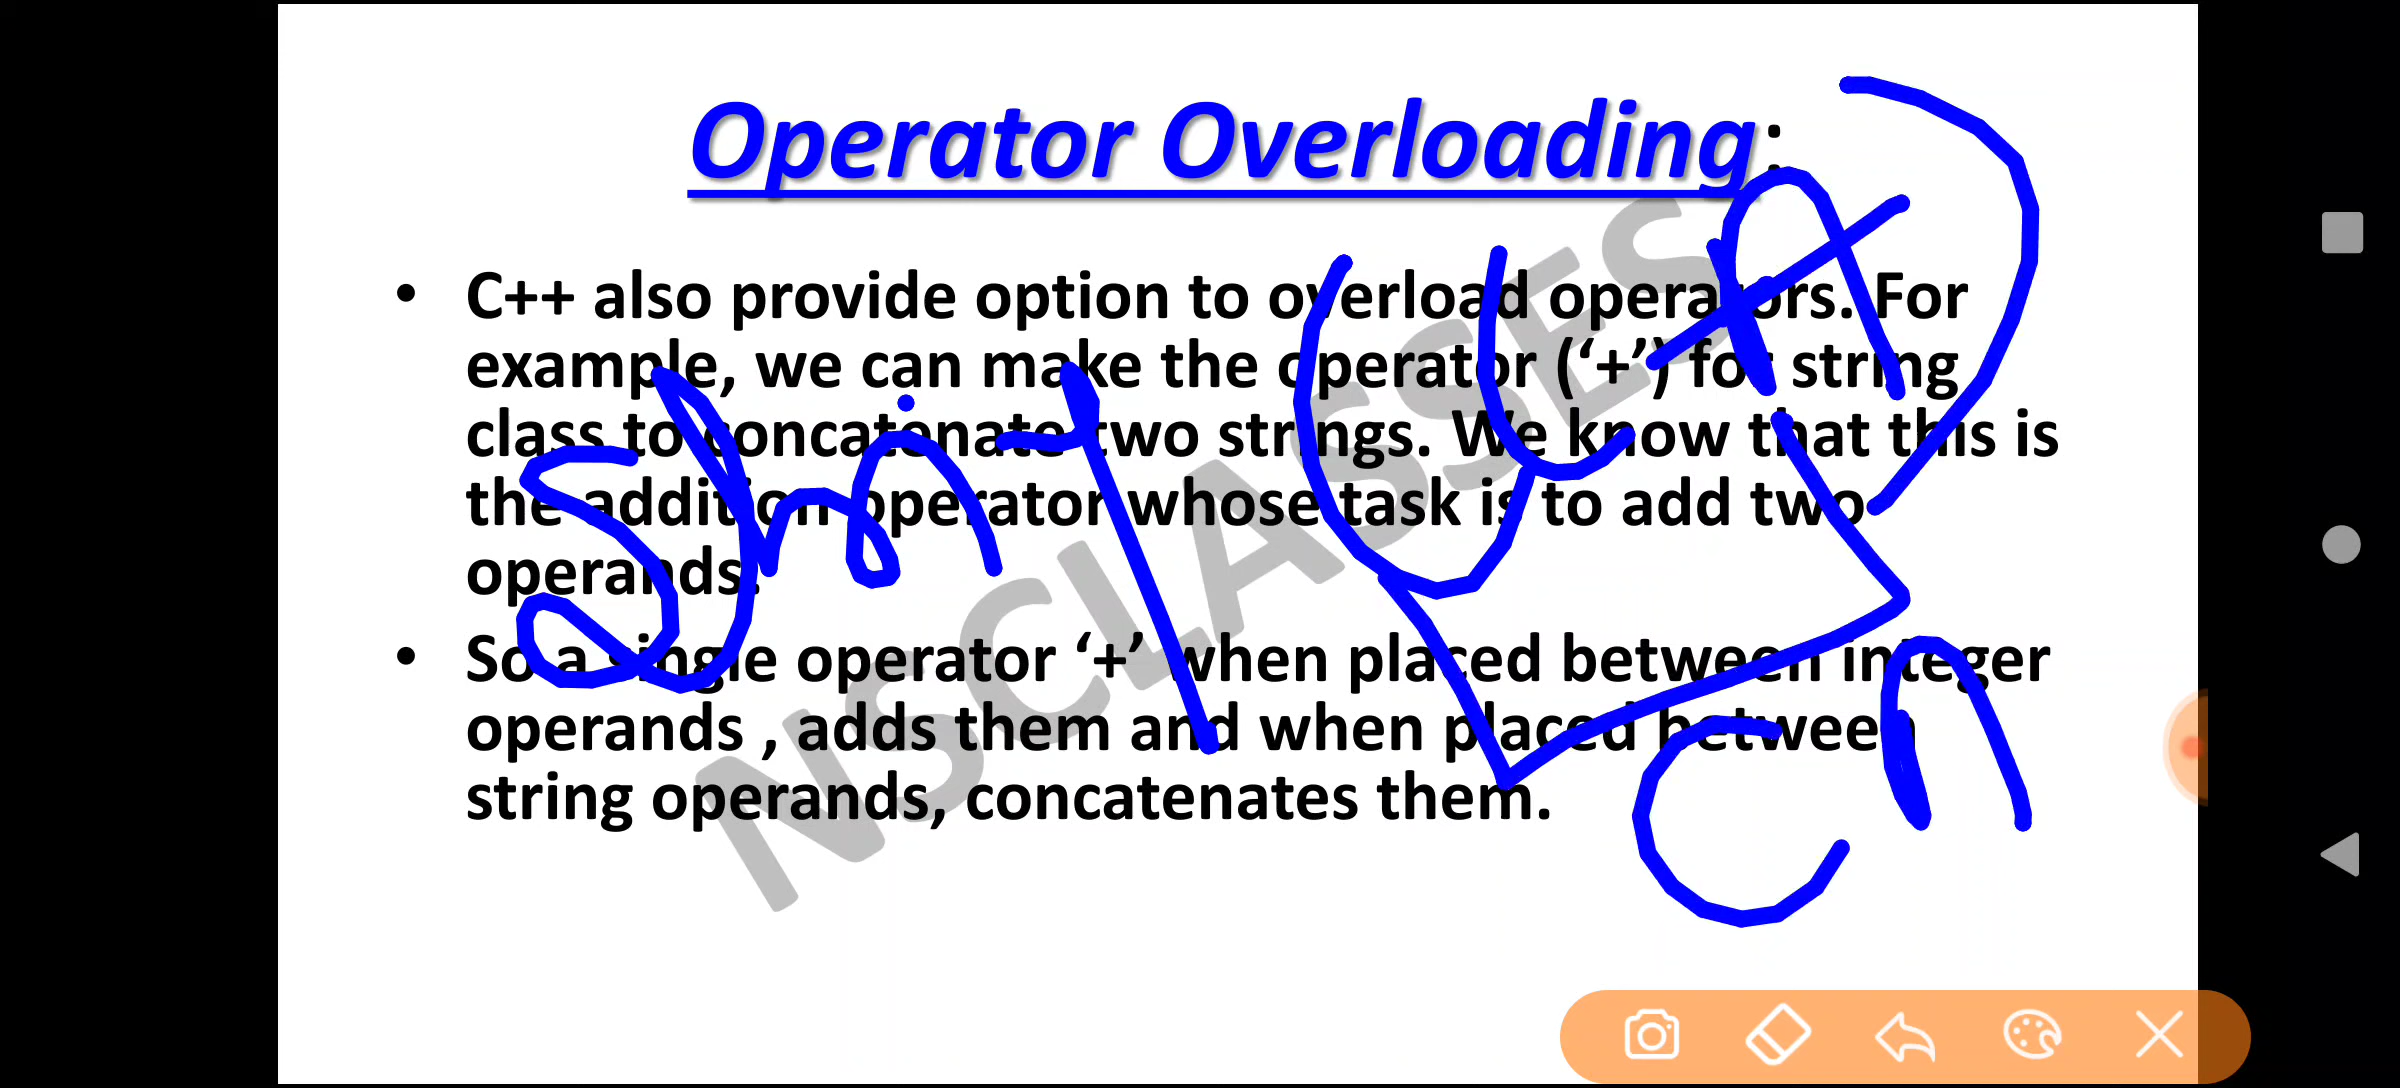 Operator Overloading:
• C++ also provide option to overload operators. For
example, we can make the operator (‘+’) for string
class to concatenate two strings. We know that this is
the addition operator whose task is to add two
operands.
• So a single operator ‘+’ when placed between integer
operands , adds them and when placed between
string operands, concatenates them.
NSCLASSES